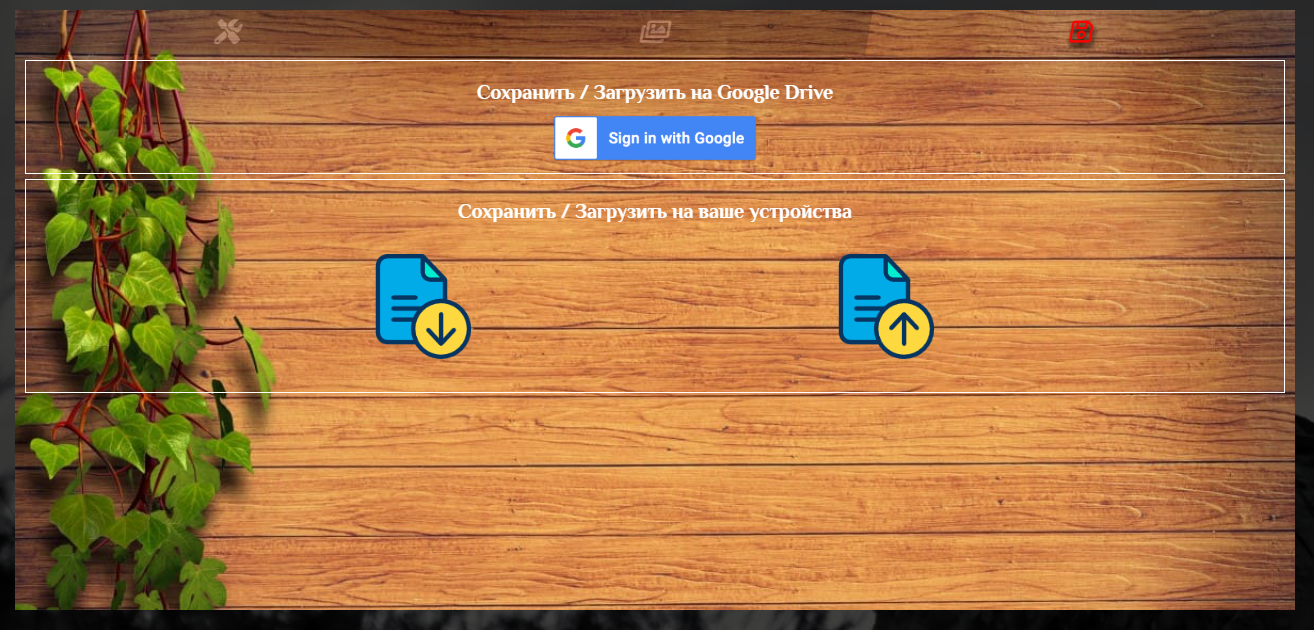 Сохранить / Загрузить на Google Drive
Sign in with Google
Сохранить / Загрузить на ваше устройства